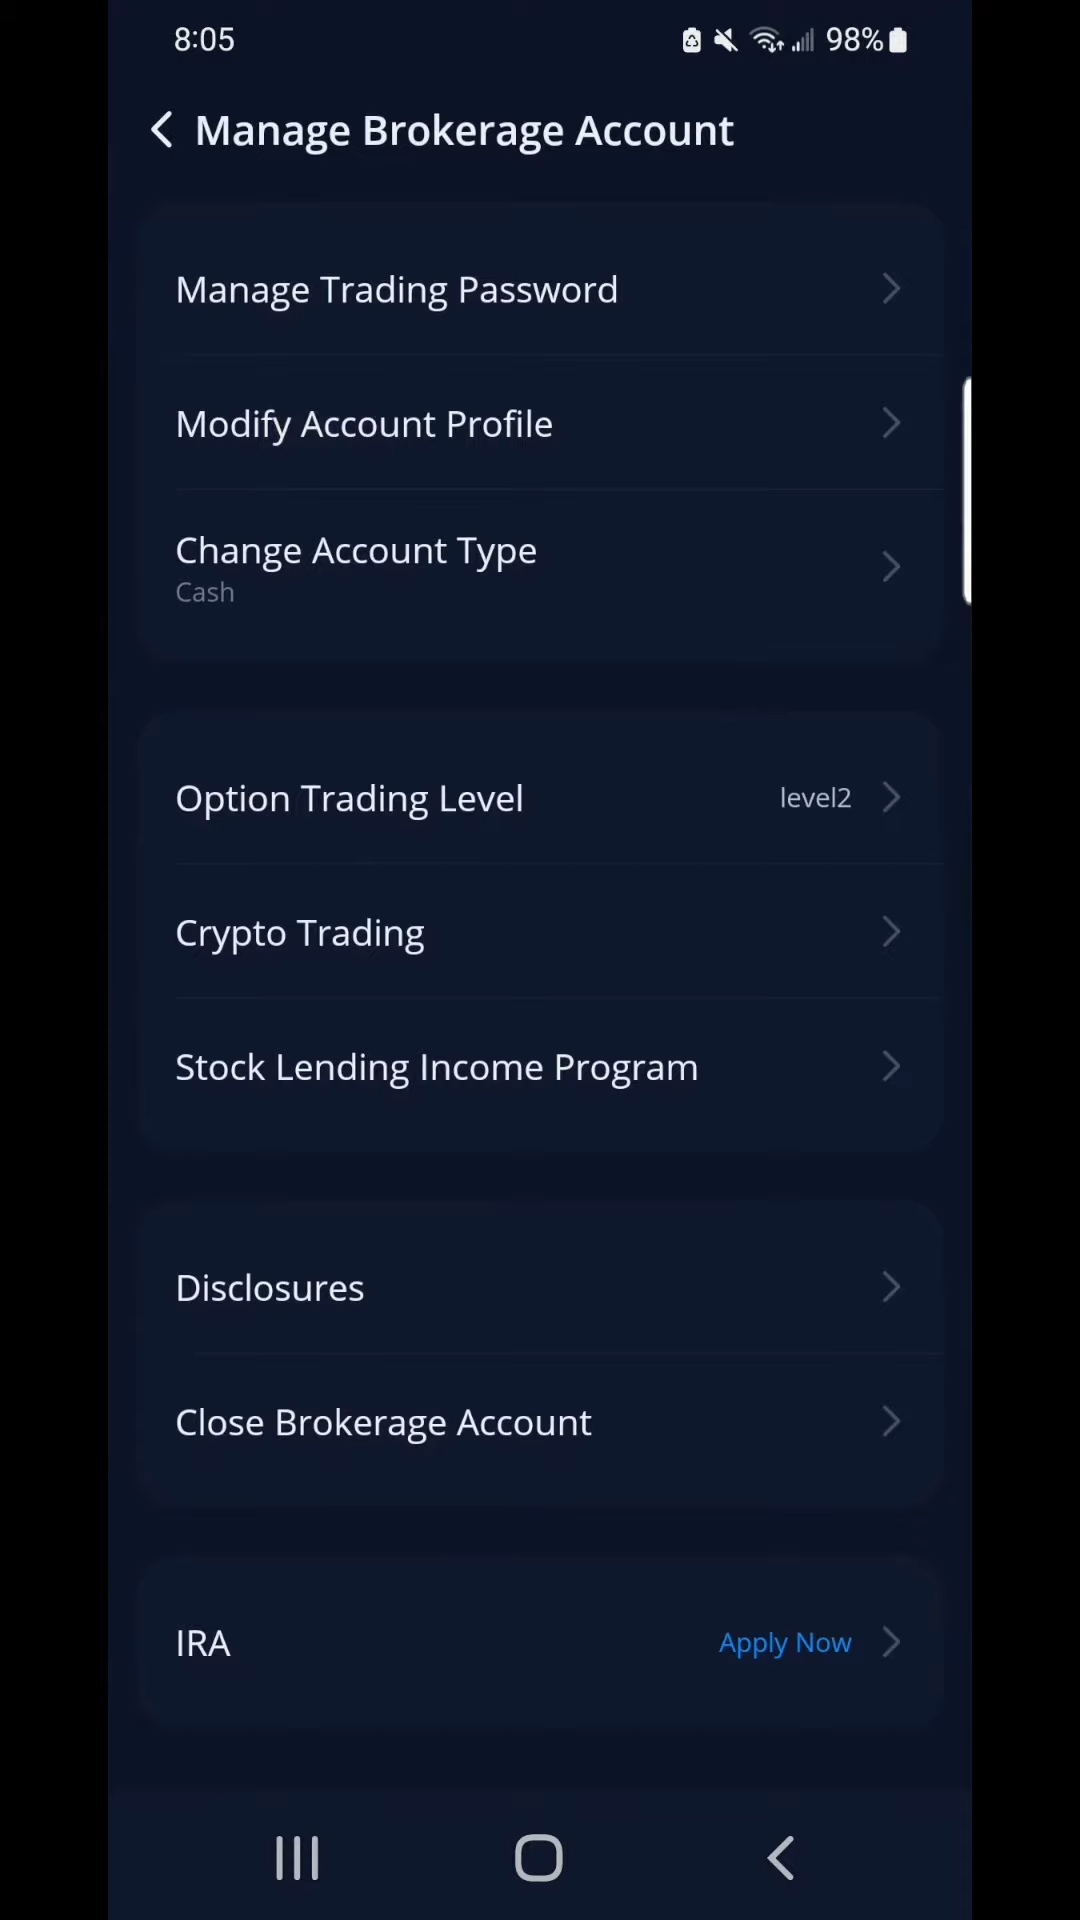 8:05
98%
Manage Brokerage Account
Manage Trading Password
Modify Account Profile
Change Account Type
Cash
Option Trading Level level2
Crypto Trading
Stock Lending Income Program
Disclosures
Close Brokerage Account
IRA Apply Now